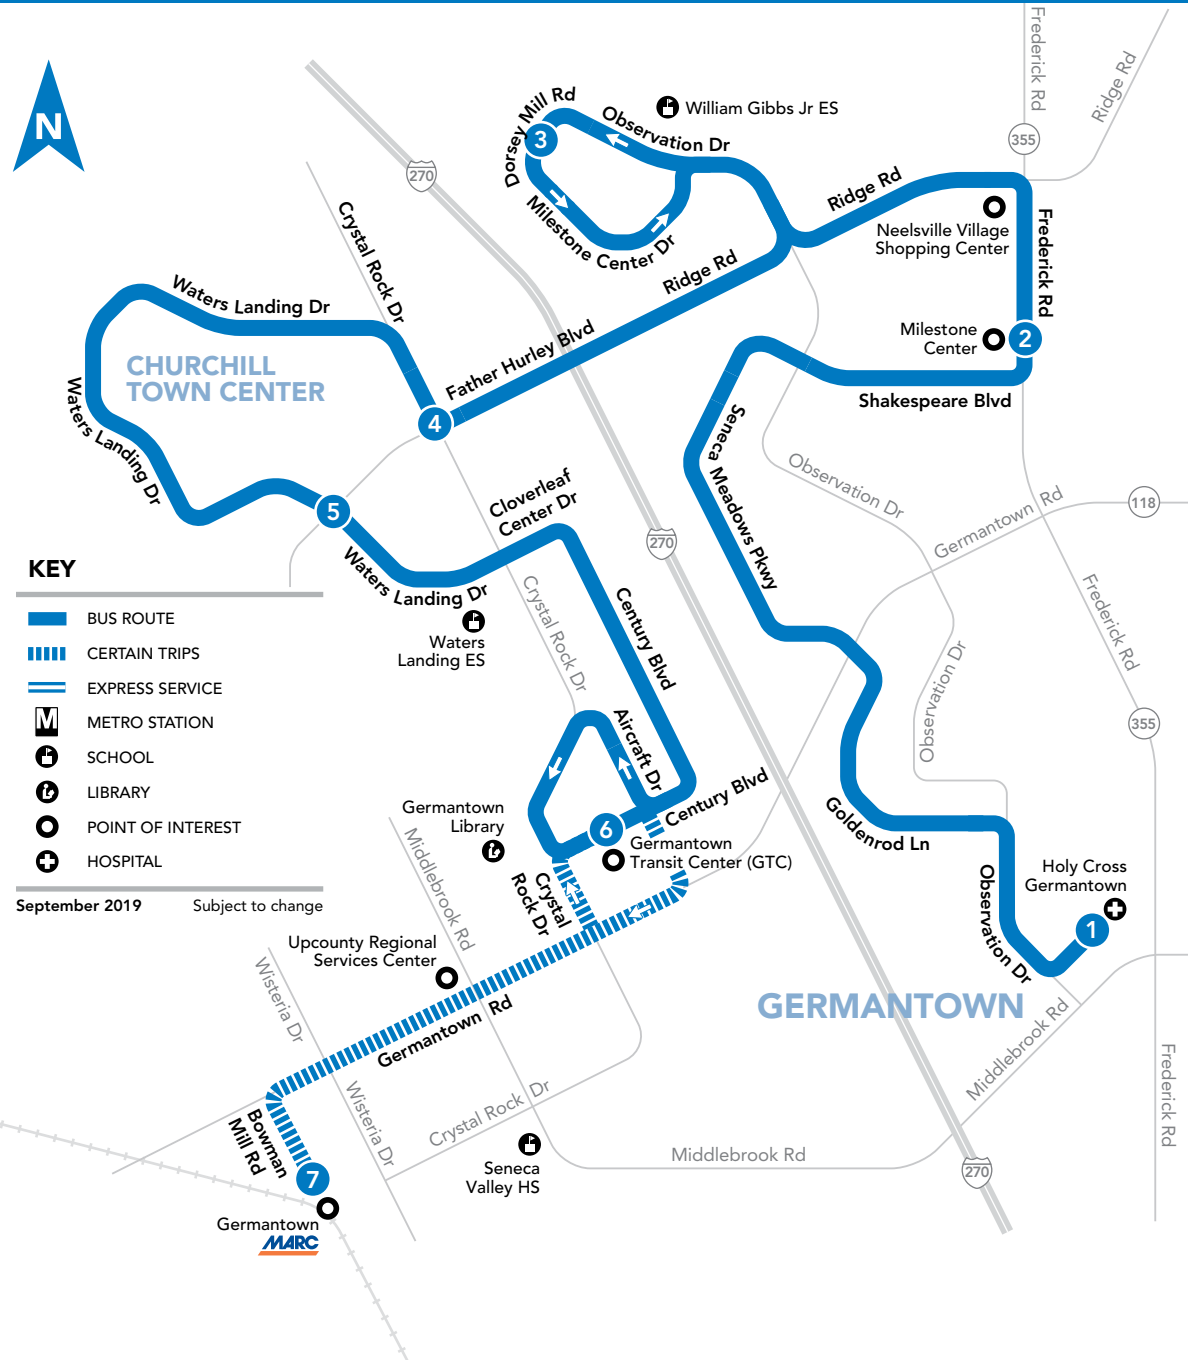 N
Frederick Rd
Ridge Rd
355
Dorsey Mill Rd
3
Observation Dr
William Gibbs Jr ES
270
Milestone Center Dr
Ridge Rd
Neelsville Village
Shopping Center
Frederick Rd
Crystal Rock Dr
Ridge Rd
Waters Landing Dr
Father Hurley Blvd
Milestone
Center
2
CHURCHILL
TOWN CENTER
Shakespeare Blvd
4
Waters Landing Dr
Seneca Meadows Pkwy
Observation Dr
Cloverleaf
Center Dr
5
Germantown Rd
118
270
Waters Landing Dr
Waters
Landing ES
Crystal Rock Dr
Century Blvd
Frederick Rd
Observation Dr
355
KEY
BUS ROUTE
CERTAIN TRIPS
EXPRESS SERVICE
M
METRO STATION
SCHOOL
LIBRARY
POINT OF INTEREST
HOSPITAL
September 2019
Subject to change
Aircraft Dr
Century Blvd
Germantown
Library
6
Germantown
Transit Center (GTC)
Middlebrook Rd
Crystal
Rock Dr
Goldenrod Ln
Observation Dr
Holy Cross
Germantown
1
Upcounty Regional
Services Center
Wisteria Dr
Germantown Rd
GERMANTOWN
Middlebrook Rd
Frederick Rd
Wisteria Dr
Crystal Rock Dr
Bowman
Mill Rd
7
Seneca
Valley HS
Middlebrook Rd
270
Germantown
MARC